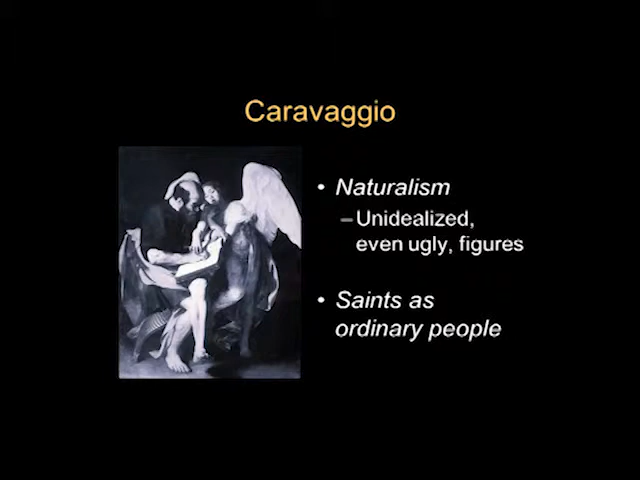 Caravaggio
• Naturalism
–Unidealized,
even ugly, figures
• Saints as
ordinary people